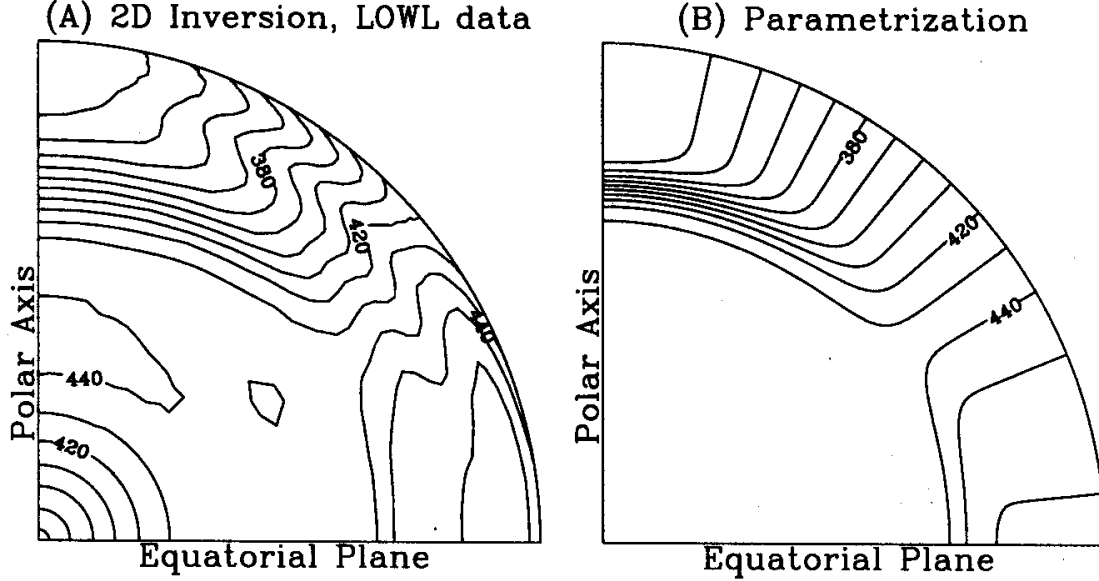 (A) 2D Inversion, LOWL data
(B) Parametrization
380
420
440
440
420
Polar Axis
Equatorial Plane
380
420
440
Polar Axis
Equatorial Plane